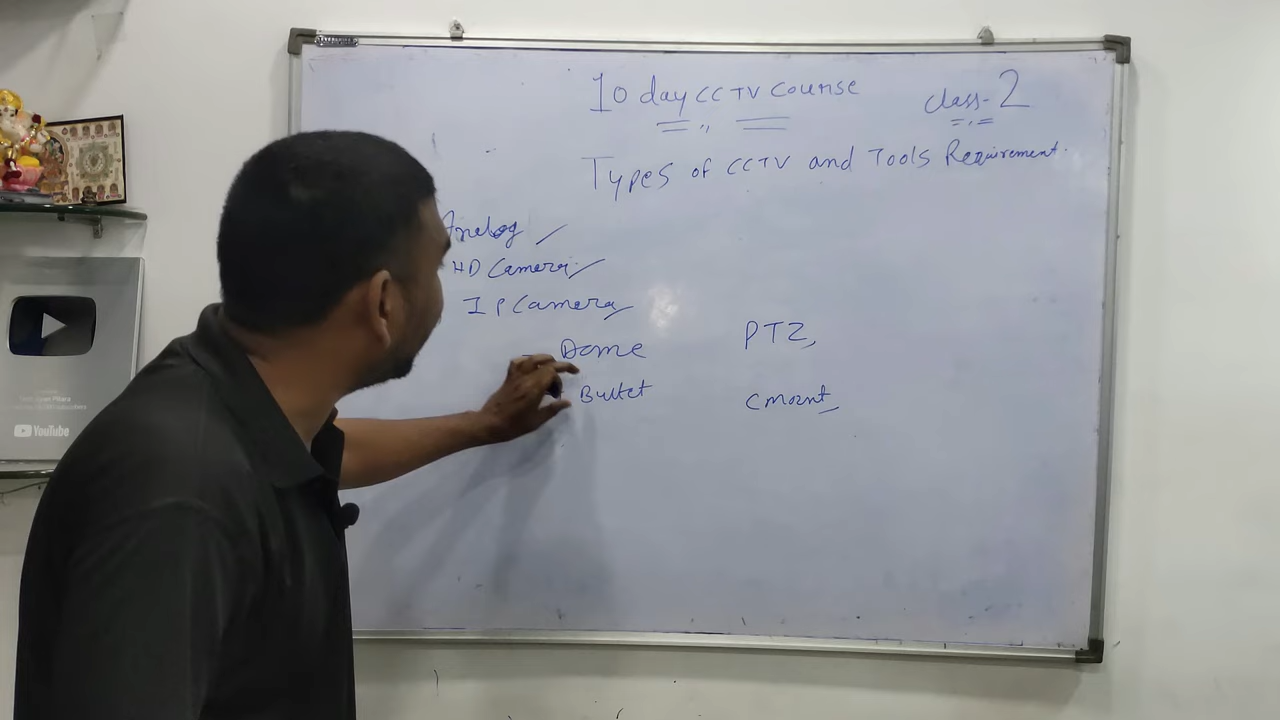 10 day CCTV Course Class-2
Types of CCTV and Tools Requirement.
Analog
HD Camera
IP Camera
Dome PTZ,
Bullet cmount,
YouTube